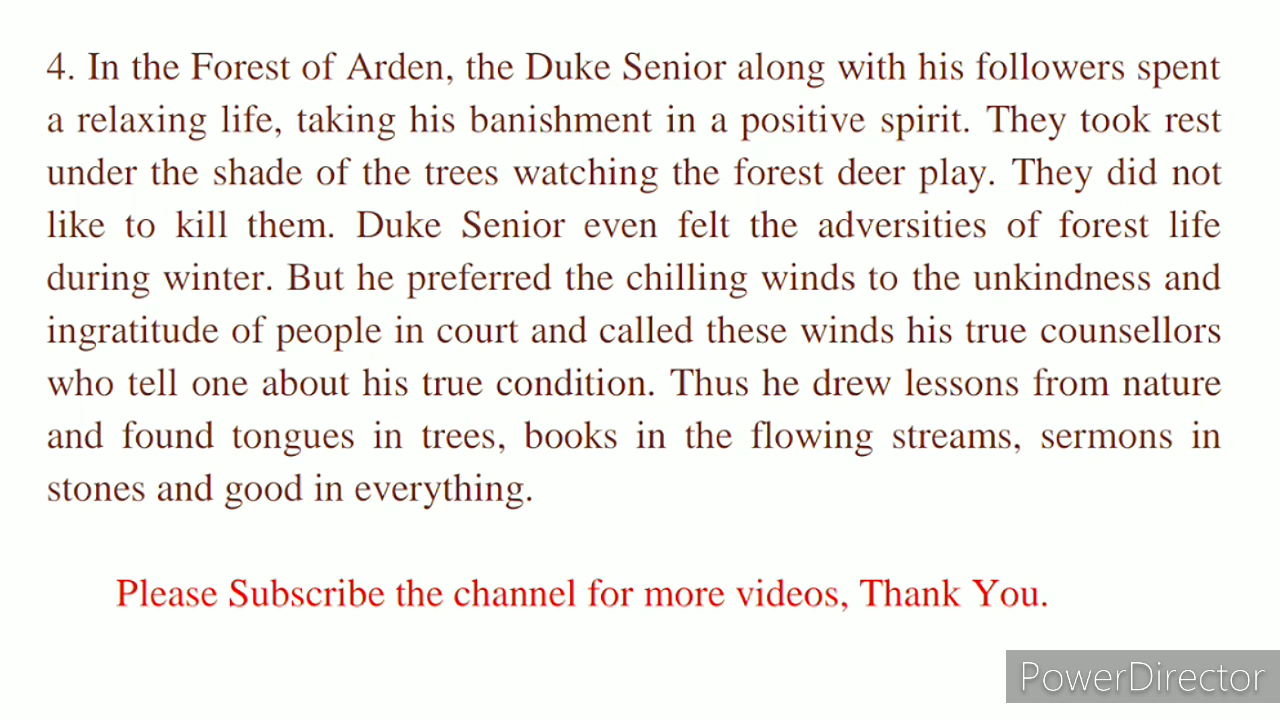 4. In the Forest of Arden, the Duke Senior along with his followers spent
a relaxing life, taking his banishment in a positive spirit. They took rest
under the shade of the trees watching the forest deer play. They did not
like to kill them. Duke Senior even felt the adversities of forest life
during winter. But he preferred the chilling winds to the unkindness and
ingratitude of people in court and called these winds his true counsellors
who tell one about his true condition. Thus he drew lessons from nature
and found tongues in trees, books in the flowing streams, sermons in
stones and good in everything.
Please Subscribe the channel for more videos, Thank You.
PowerDirector